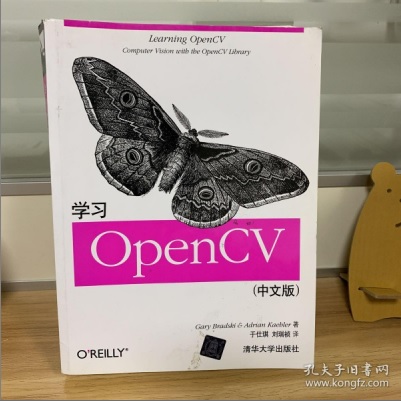 Learning OpenCV
Computer Vision with the OpenCV Library
学习
OpenCV
(中文版)
Gary Bradski & Adrian Kaehler 著
于仕琪 刘瑞祯 译
O'REILLY®
清华大学出版社
孔夫子旧书网
www.kongfz.com